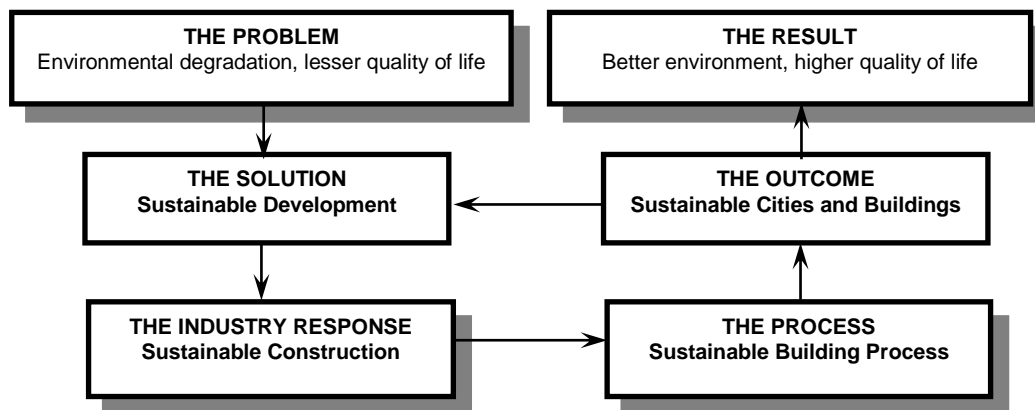 THE PROBLEM
Environmental degradation, lesser quality of life
THE RESULT
Better environment, higher quality of life
THE SOLUTION
Sustainable Development
THE OUTCOME
Sustainable Cities and Buildings
THE INDUSTRY RESPONSE
Sustainable Construction
THE PROCESS
Sustainable Building Process